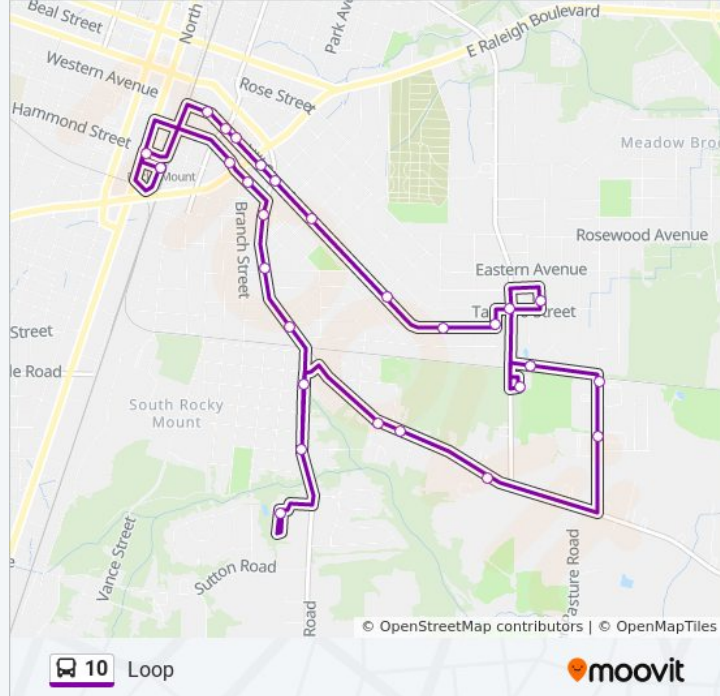 Beal Street
North
Park Ave
E Raleigh Boulevard
Western Avenue
Rose Street
Hammond Street
Meadow Broo
Mount
Branch Street
Rosewood Avenue
Eastern Avenue
Street
Street
le Road
South Rocky
Mount
Vance Street
Sutton Road
Road
Pasture Road
© OpenStreetMap contributors | © OpenMapTiles
10 Loop
moovit